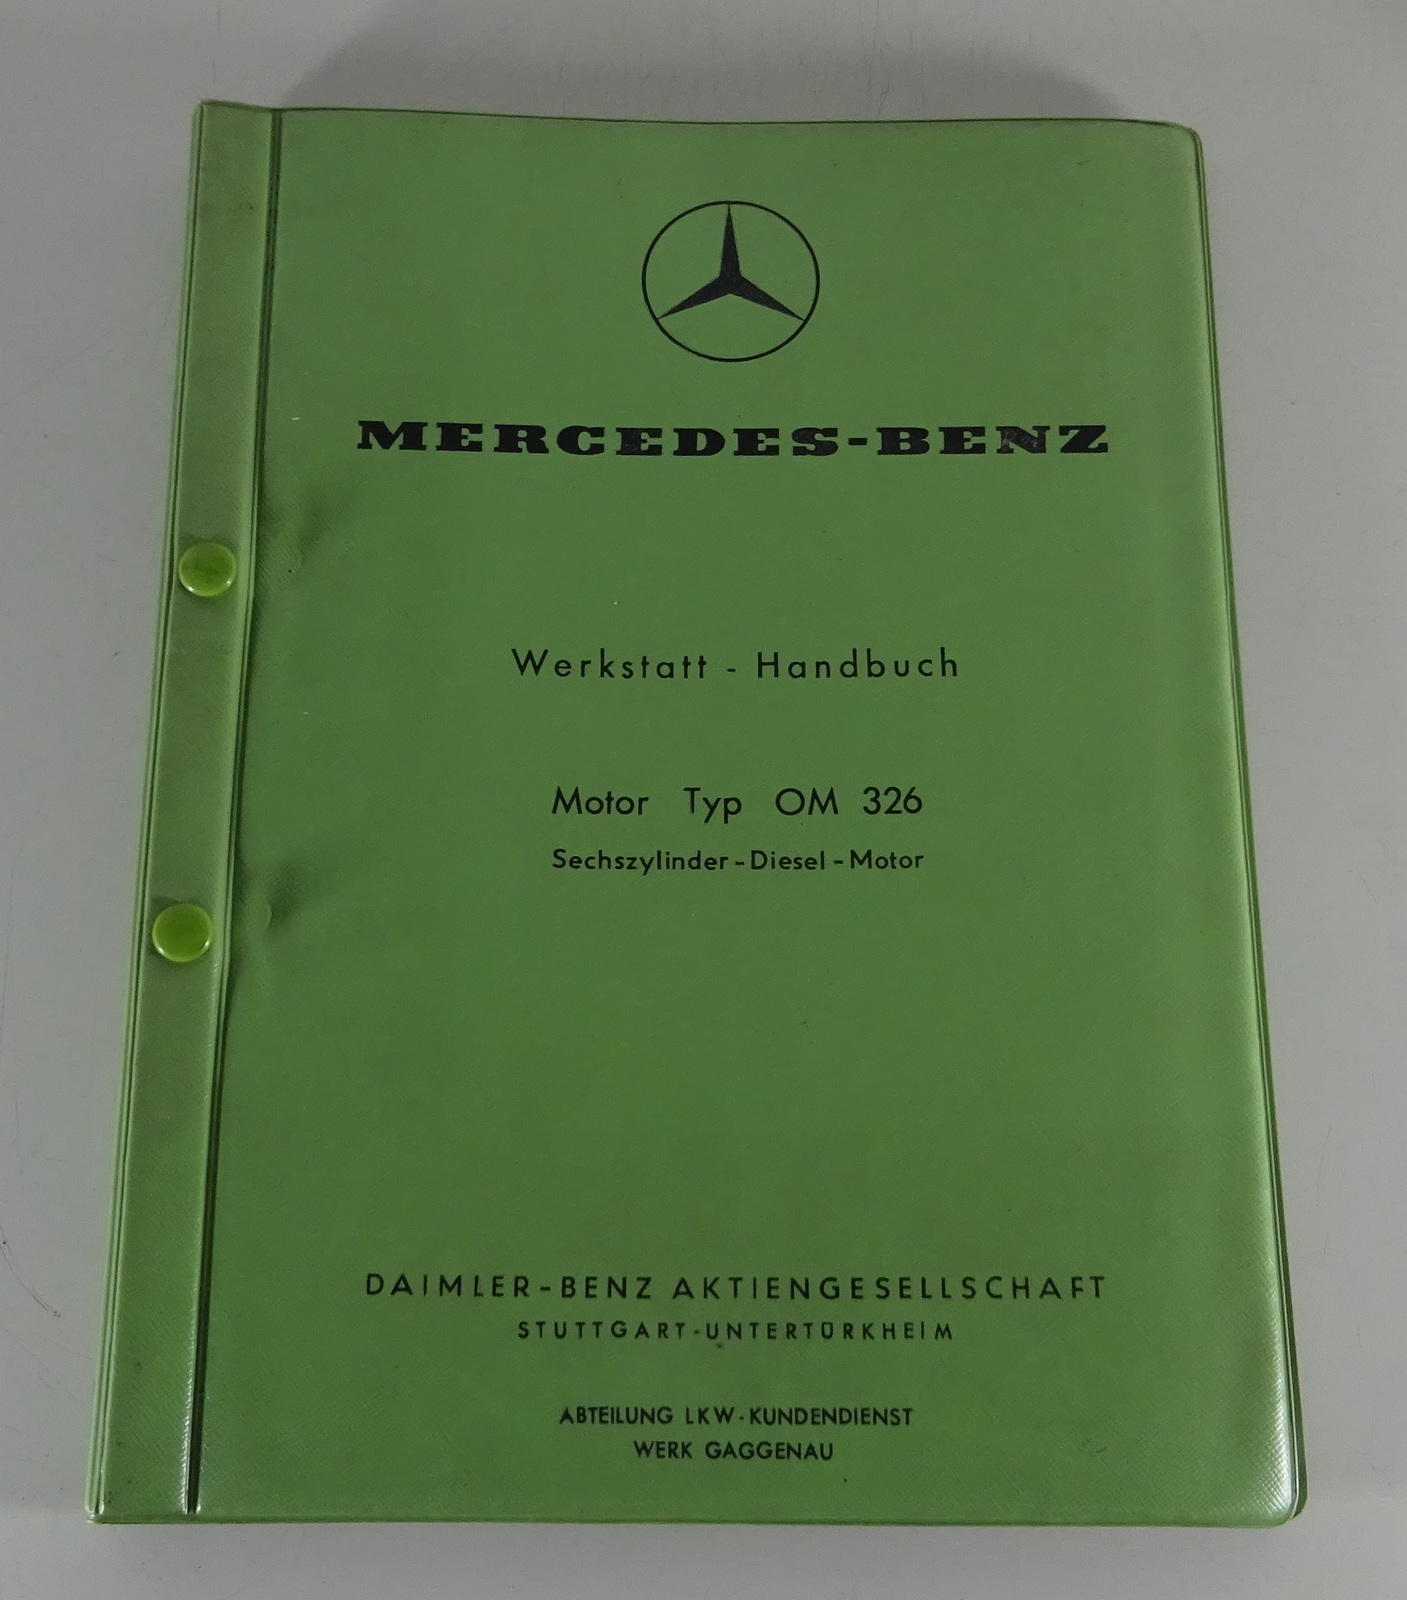 MERCEDES-BENZ
Werkstatt - Handbuch
Motor Typ OM 326
Sechszylinder-Diesel-Motor
DAIMLER-BENZ AKTIENGESELLSCHAFT
STUTTGART-UNTERTÜRKHEIM
ABTEILUNG LKW-KUNDENDIENST
WERK GAGGENAU